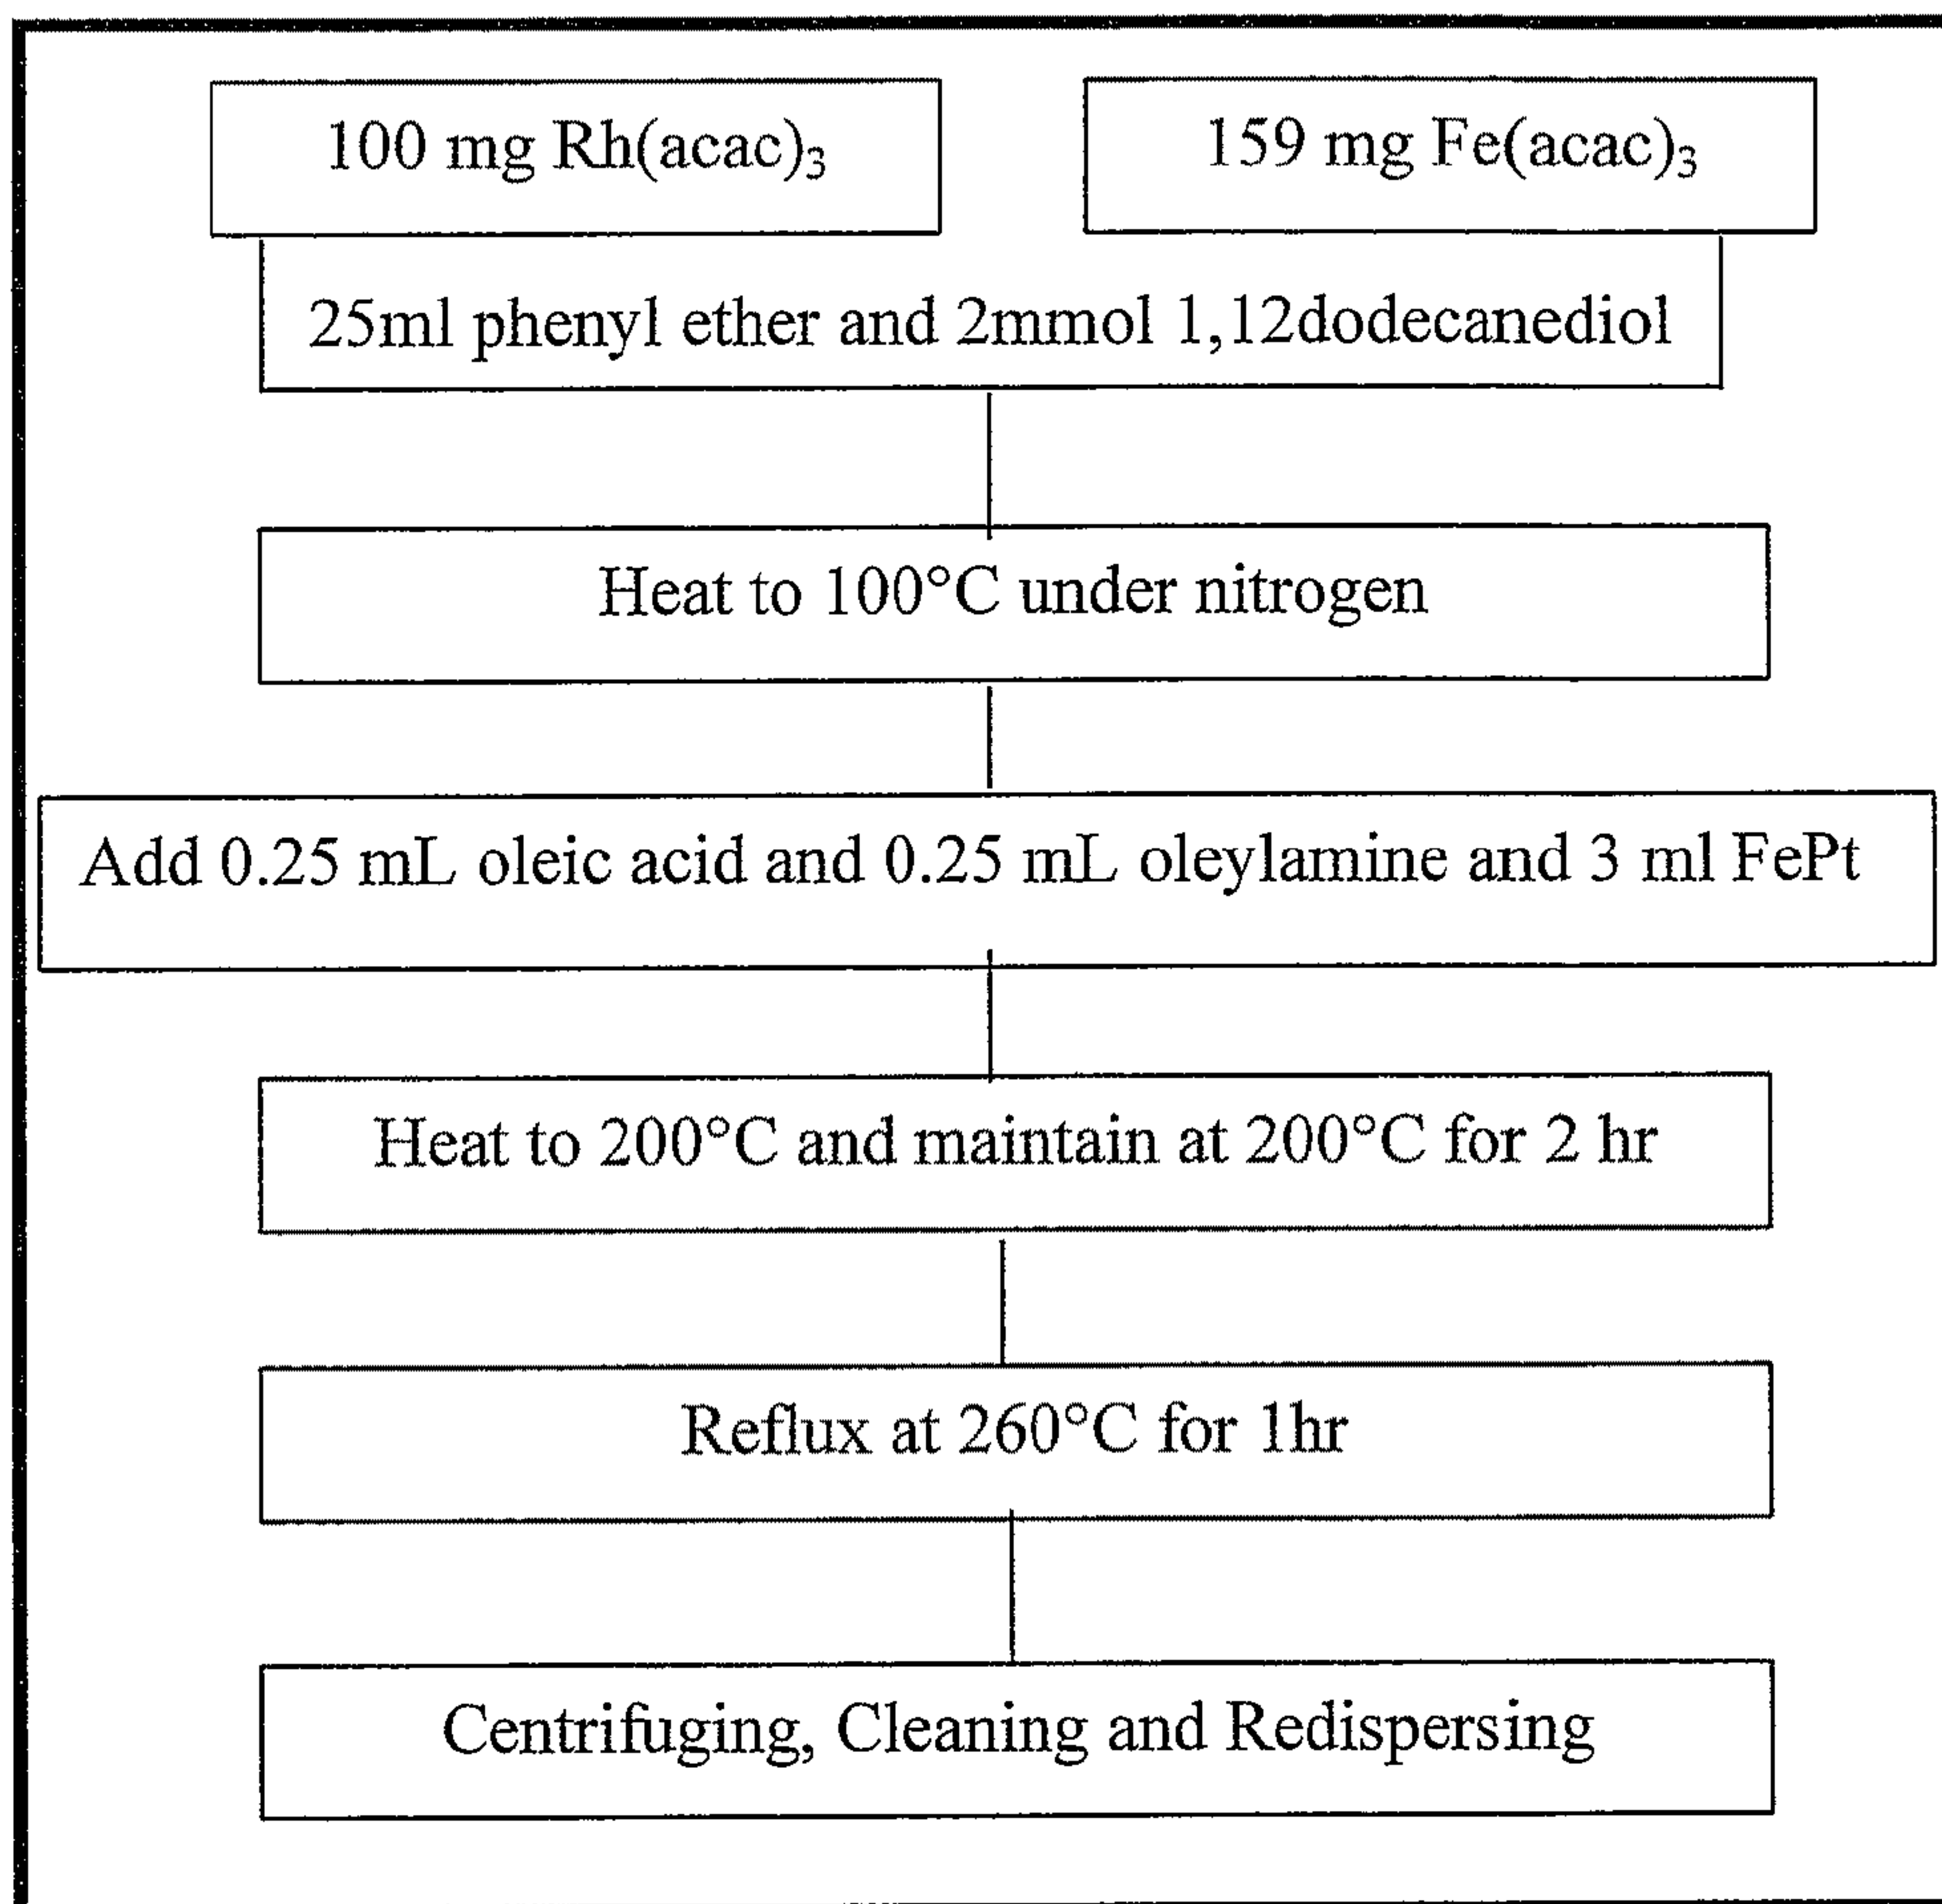 100 mg Rh(acac)₃
159 mg Fe(acac)₃
25ml phenyl ether and 2mmol 1,12dodecanediol
Heat to 100°C under nitrogen
Add 0.25 mL oleic acid and 0.25 mL oleylamine and 3 ml FePt
Heat to 200°C and maintain at 200°C for 2 hr
Reflux at 260°C for 1hr
Centrifuging, Cleaning and Redispersing